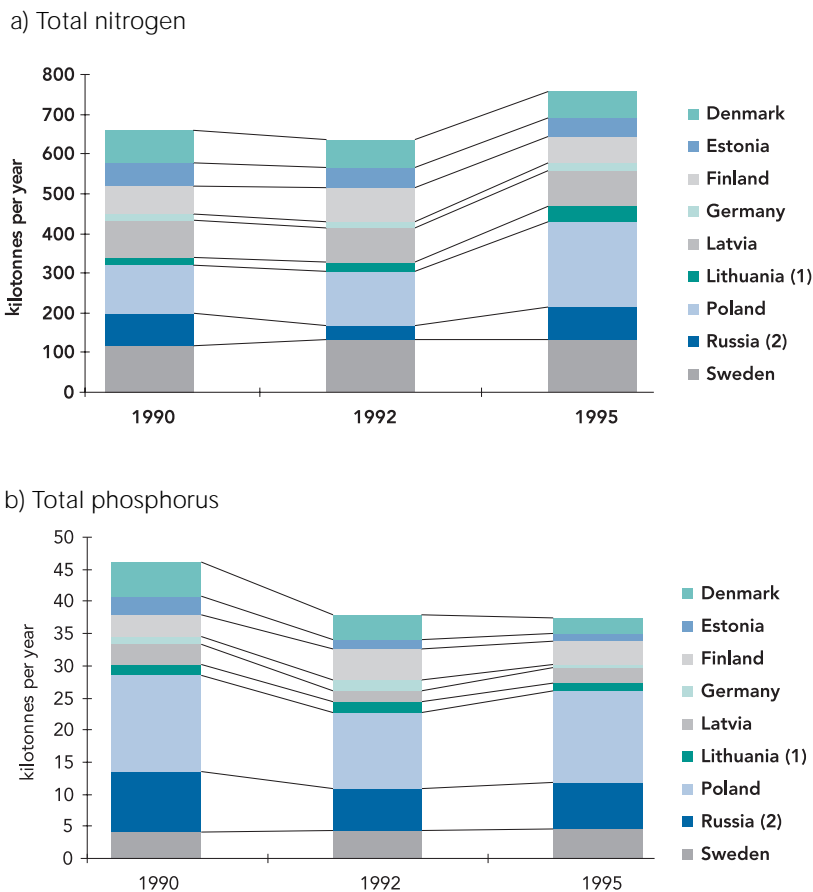 a) Total nitrogen
kilotonnes per year
800
700
600
500
400
300
200
100
0
1990
1992
1995
Denmark
Estonia
Finland
Germany
Latvia
Lithuania (1)
Poland
Russia (2)
Sweden
b) Total phosphorus
kilotonnes per year
50
45
40
35
30
25
20
15
10
5
0
1990
1992
1995
Denmark
Estonia
Finland
Germany
Latvia
Lithuania (1)
Poland
Russia (2)
Sweden